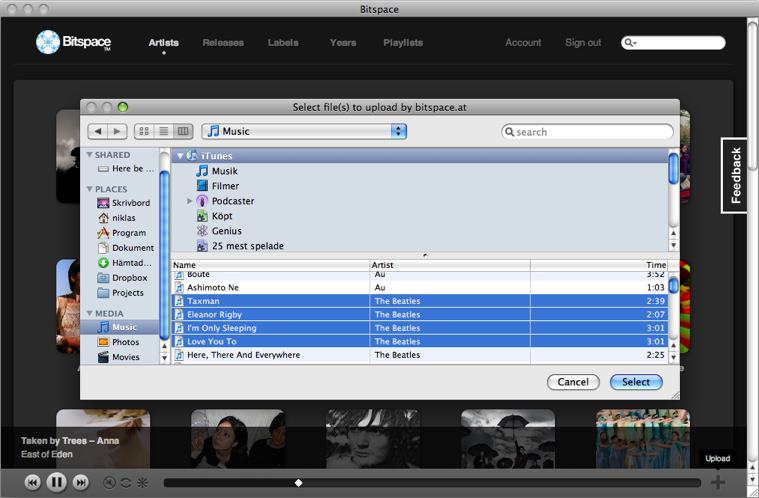 Bitspace
Bitspace™
Artists Releases Labels Years Playlists Account Sign out
Select file(s) to upload by bitspace.at
Music
search
Feedback
SHARED
Here be ...
PLACES
Skrivbord
niklas
Program
Dokument
Hämtad...
Dropbox
Projects
MEDIA
Music
Photos
Movies
iTunes
Musik
Filmer
Podcaster
Köpt
Genius
25 mest spelade
Name Artist Time
Boute Au 3:52
Ashimoto Ne Au 1:03
Taxman The Beatles 2:39
Eleanor Rigby The Beatles 2:07
I'm Only Sleeping The Beatles 3:01
Love You To The Beatles 3:01
Here, There And Everywhere The Beatles 2:25
Cancel Select
Taken by Trees – Anna
East of Eden
Upload